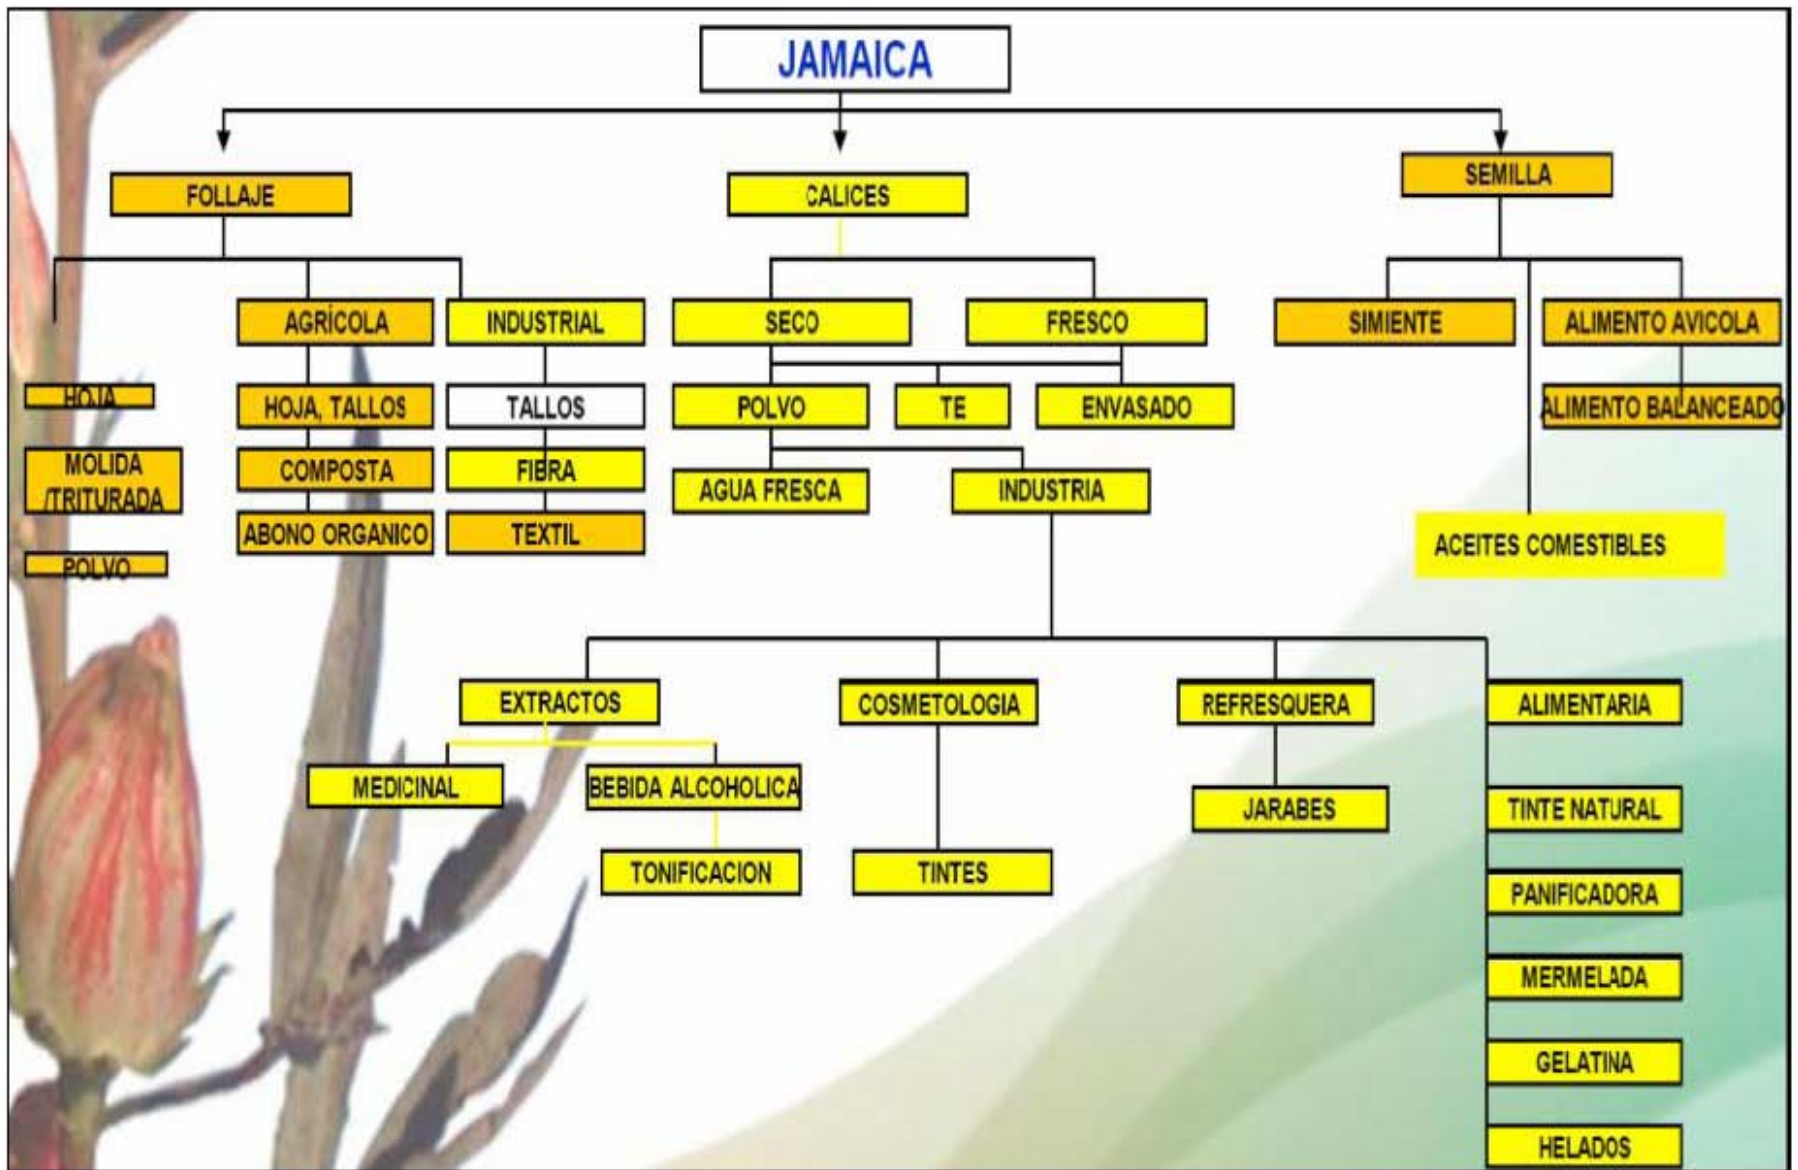 JAMAICA
FOLLAJE
CALICES
SEMILLA
AGRÍCOLA
INDUSTRIAL
SECO
FRESCO
SIMIENTE
ALIMENTO AVICOLA
HOJA
HOJA, TALLOS
TALLOS
POLVO
TE
ENVASADO
ALIMENTO BALANCEADO
MOLIDA
/TRITURADA
COMPOSTA
FIBRA
AGUA FRESCA
INDUSTRIA
ABONO ORGANICO
TEXTIL
ACEITES COMESTIBLES
POLVO
EXTRACTOS
COSMETOLOGIA
REFRESQUERA
ALIMENTARIA
MEDICINAL
BEBIDA ALCOHOLICA
JARABES
TINTE NATURAL
TONIFICACION
TINTES
PANIFICADORA
MERMELADA
GELATINA
HELADOS